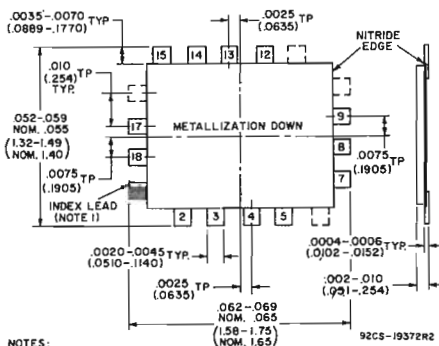 .0035-.0070 TYP.
(.0889-.1770)
.0025 TP
(.0635)
NITRIDE
EDGE
15
14
13
12
.010
(.254)
TYP.
.052-.059
NOM. .055
(1.32-1.49
NOM. 1.40)
17
METALLIZATION DOWN
9
18
8
.0075 TP
(.1905)
7
.0075 TP
(.1905)
INDEX LEAD
(NOTE 1)
2
3
4
5
.0020-.0045 TYP.
(.0510-.1140)
.0004-.0006 TYP.
(.0102-.0152)
.0025 TP
(.0635)
.002-.010
(.051-.254)
.062-.069
NOM. .065
(1.58-1.75
NOM. 1.65)
92CS-19372R2
NOTES: